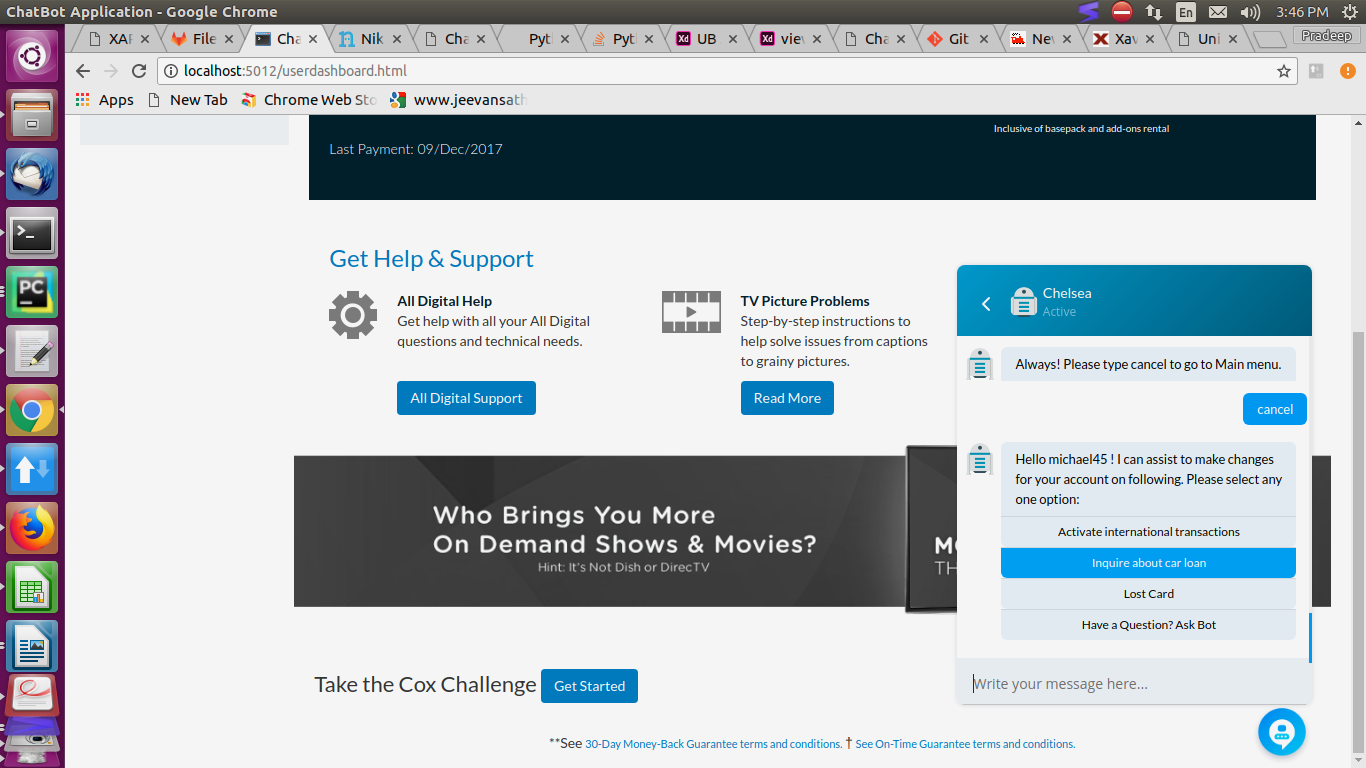 ChatBot Application - Google Chrome
En
3:46 PM
XAF
File
Cha
Nik
Cha
Pytl
Pytl
UB
viev
Cha
Git
Nev
Xav
Uni
Pradeep
localhost:5012/userdashboard.html
Apps
New Tab
Chrome Web Sto
www.jeevansath
Inclusive of basepack and add-ons rental
Last Payment: 09/Dec/2017
Get Help & Support
All Digital Help
Get help with all your All Digital
questions and technical needs.
All Digital Support
TV Picture Problems
Step-by-step instructions to
help solve issues from captions
to grainy pictures.
Read More
Who Brings You More
On Demand Shows & Movies?
Hint: It's Not Dish or DirecTV
TH
Take the Cox Challenge
Get Started
**See 30-Day Money-Back Guarantee terms and conditions. † See On-Time Guarantee terms and conditions.
Chelsea
Active
Always! Please type cancel to go to Main menu.
cancel
Hello michael45 ! I can assist to make changes
for your account on following. Please select any
one option:
Activate international transactions
Inquire about car loan
Lost Card
Have a Question? Ask Bot
Write your message here...
PC